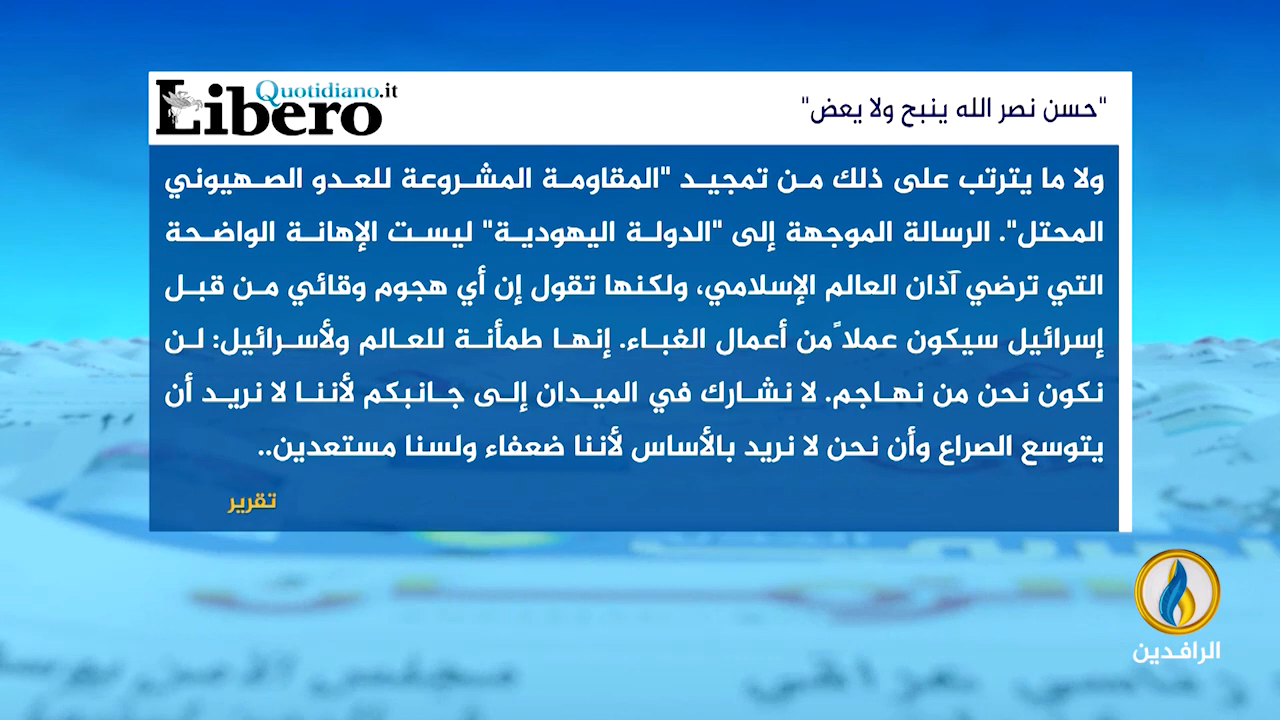 Libero Quotidiano.it
"حسن نصر الله ينبح ولا يعض"
ولا ما يترتب على ذلك من تمجيد "المقاومة المشروعة للعدو الصهيوني
المحتل". الرسالة الموجهة إلى "الدولة اليهودية" ليست الإهانة الواضحة
التي ترضي آذان العالم الإسلامي، ولكنها تقول إن أي هجوم وقائي من قبل
إسرائيل سيكون عملاً من أعمال الغباء. إنها طمأنة للعالم ولأسرائيل: لن
نكون نحن من نهاجم. لا نشارك في الميدان إلى جانبكم لأننا لا نريد أن
يتوسع الصراع وأن نحن لا نريد بالأساس لأننا ضعفاء ولسنا مستعدين..
تقرير
الرافدين
مجلس الأمن